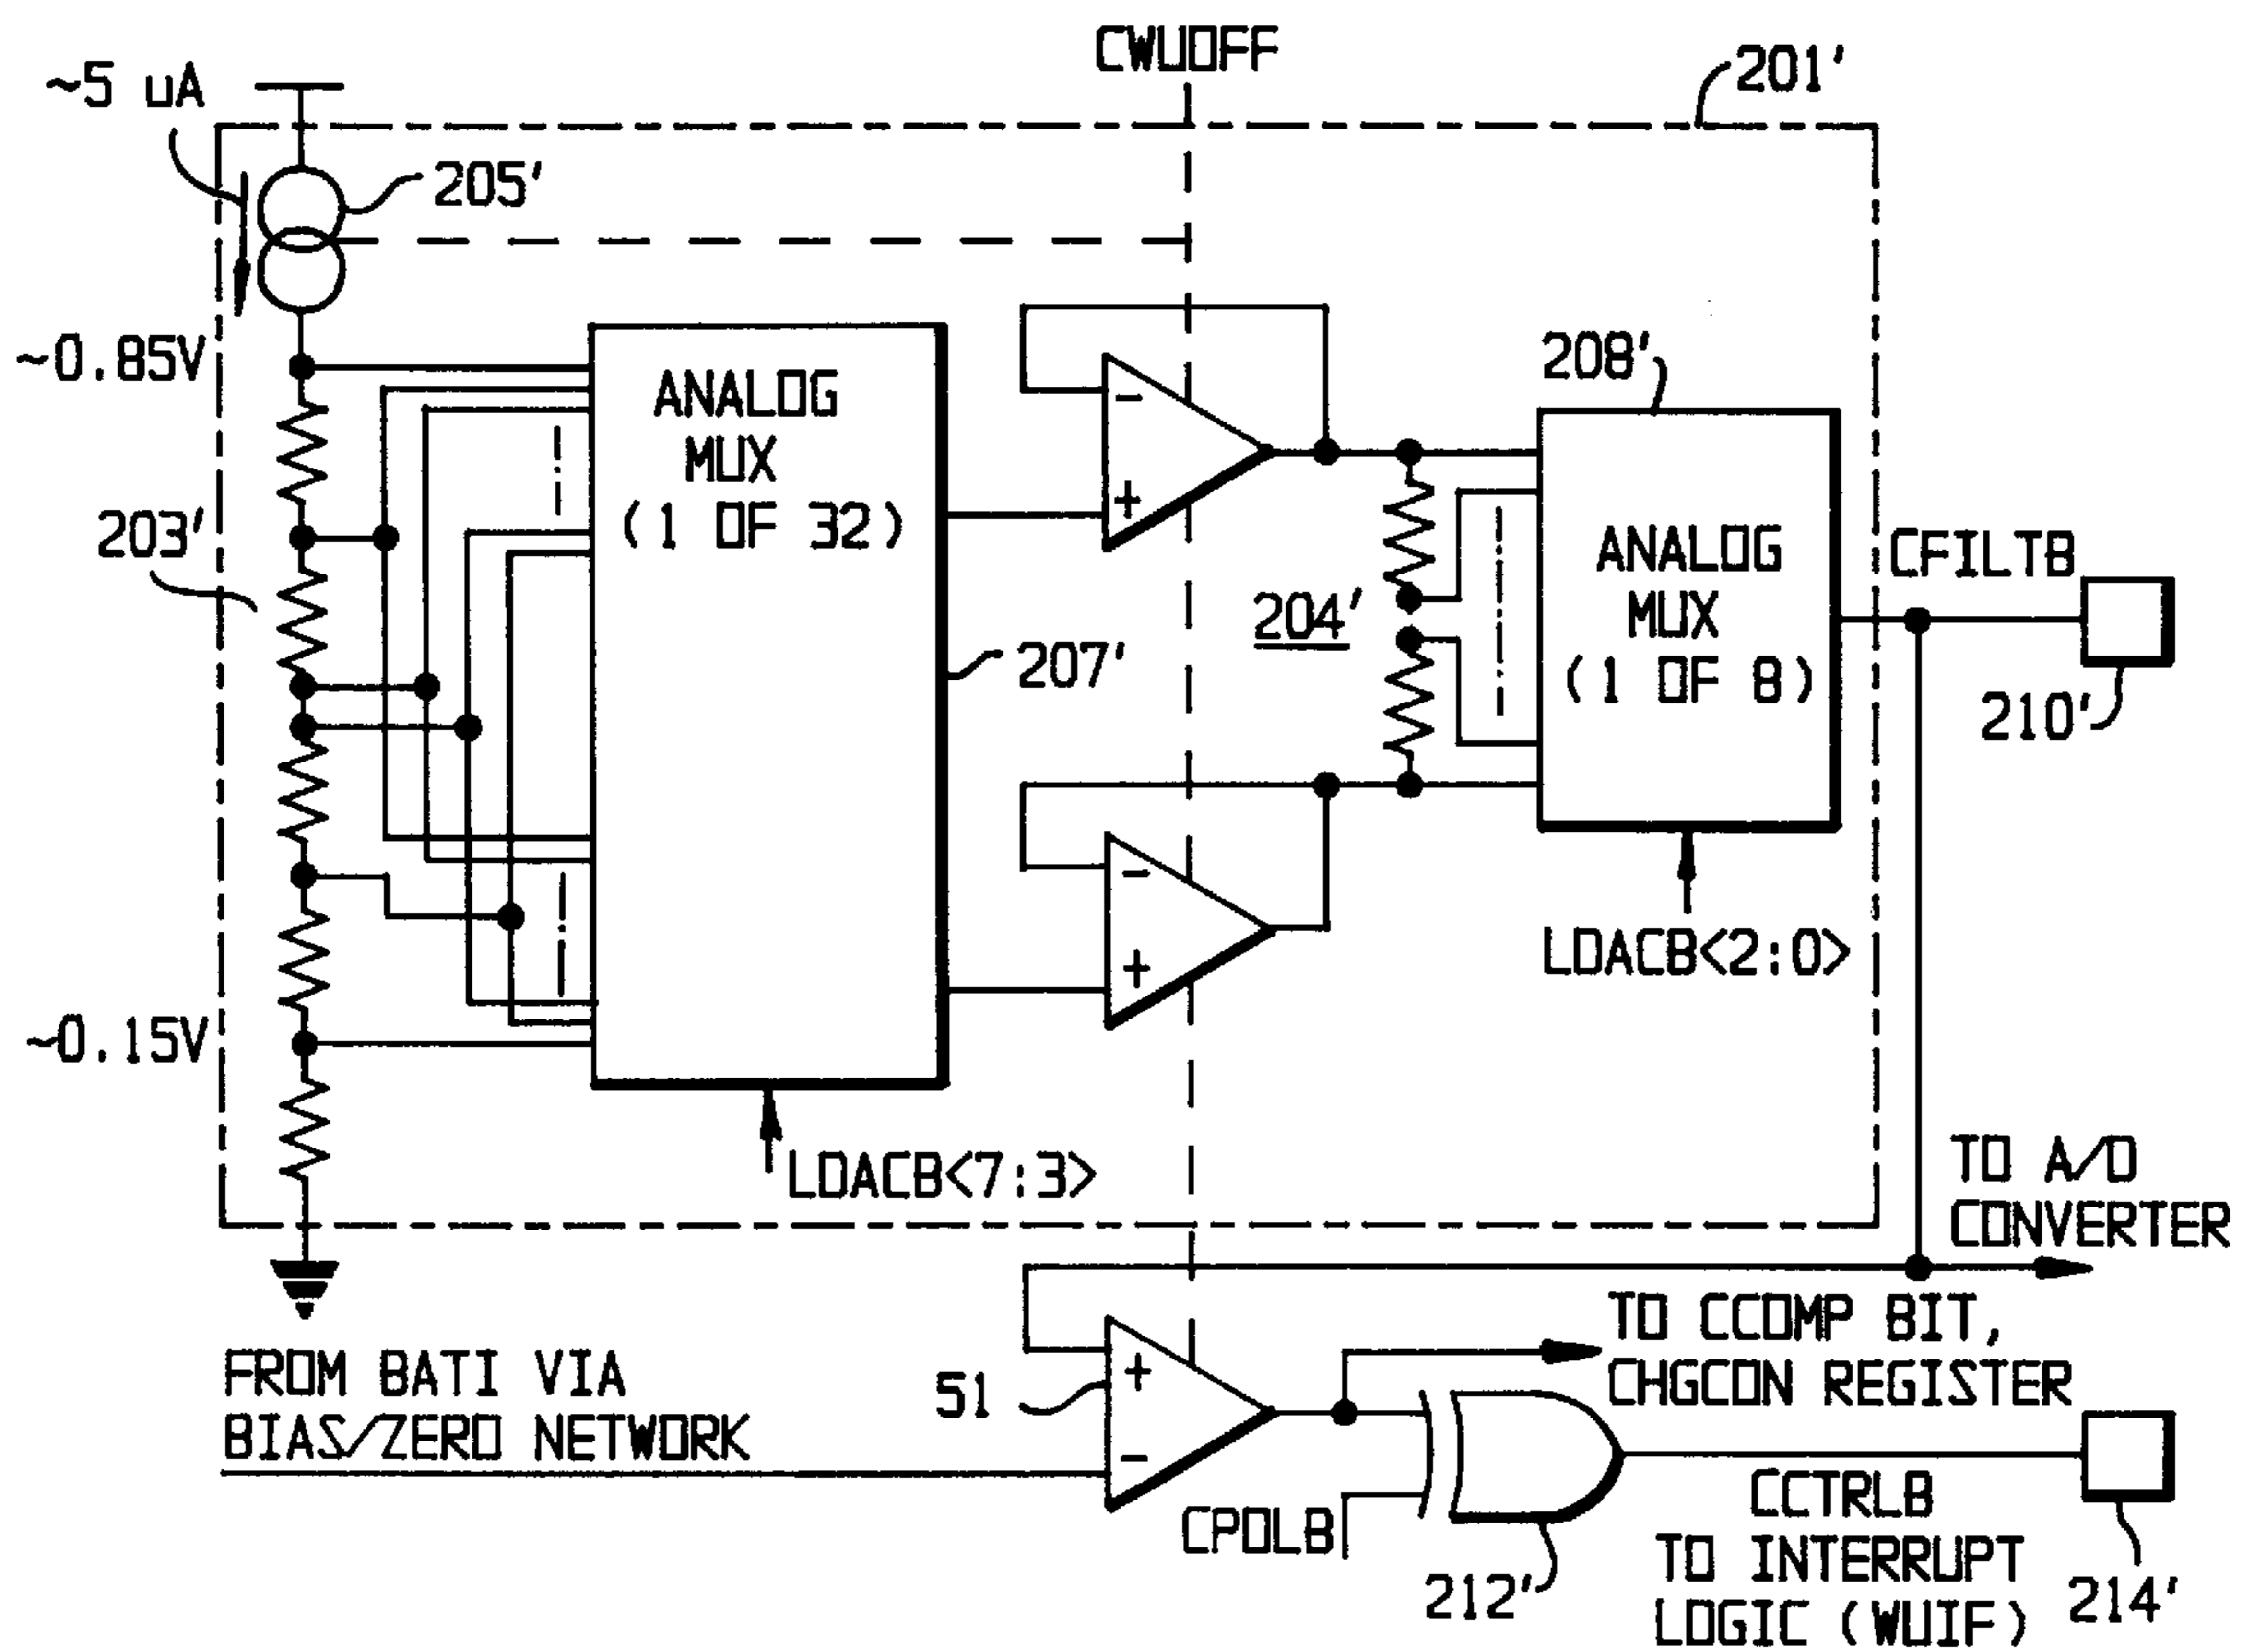 CWUOFF
~5 uA
201'
205'
~0.85V
ANALOG
MUX
(1 OF 32)
-
+
208'
203'
204'
ANALOG
MUX
(1 OF 8)
CFILTB
207'
210'
-
+
LDACB<2:0>
~0.15V
LDACB<7:3>
TO A/D
CONVERTER
FROM BATI VIA
BIAS/ZERO NETWORK
51
+
-
TO CCOMP BIT,
CHGCON REGISTER
CPOLB
212'
CCTRLB
TO INTERRUPT
LOGIC (WUIF)
214'